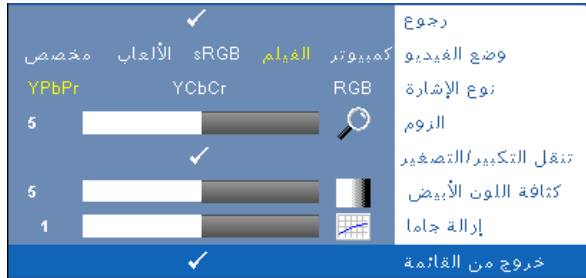 رجوع
وضع الفيديو كمبيوتر الفيلم sRGB الألعاب مخصص
نوع الإشارة RGB YCbCr YPbPr
الزوم 5
تنقل التكبير/التصغير
كثافة اللون الأبيض 5
إرالة جاما 1
خروج من القائمة